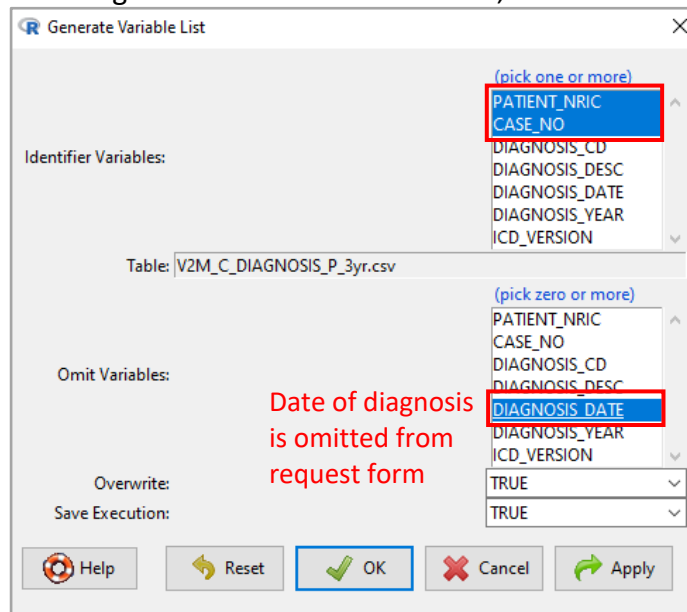 Generate Variable List
(pick one or more)
PATIENT_NRIC
CASE_NO
Identifier Variables:
DIAGNOSIS_CD
DIAGNOSIS_DESC
DIAGNOSIS_DATE
DIAGNOSIS_YEAR
ICD_VERSION
Table: V2M_C_DIAGNOSIS_P_3yr.csv
(pick zero or more)
PATIENT_NRIC
CASE_NO
Omit Variables:
DIAGNOSIS_CD
DIAGNOSIS_DESC
DIAGNOSIS_DATE
DIAGNOSIS_YEAR
ICD_VERSION
Date of diagnosis
is omitted from
request form
Overwrite: TRUE
Save Execution: TRUE
Help Reset OK Cancel Apply